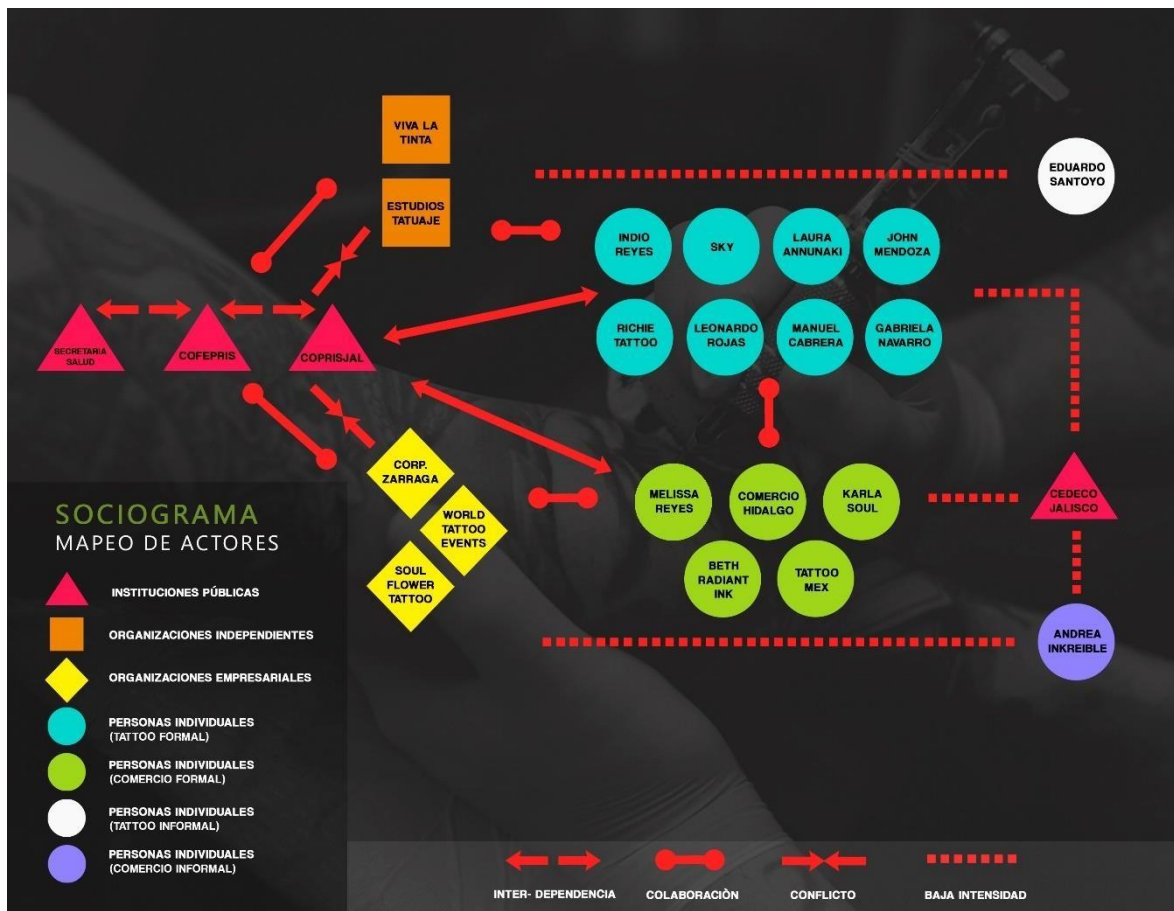 VIVA LA
TINTA
ESTUDIOS
TATUAJE
EDUARDO
SANTOYO
INDIO
REYES
SKY
LAURA
ANNUNAKI
JOHN
MENDOZA
RICHIE
TATTOO
LEONARDO
ROJAS
MANUEL
CABRERA
GABRIELA
NAVARRO
SECRETARIA
SALUD
COFEPRIS
COPRISJAL
CORP.
ZARRAGA
WORLD
TATTOO
EVENTS
SOUL
FLOWER
TATTOO
MELISSA
REYES
COMERCIO
HIDALGO
KARLA
SOUL
BETH
RADIANT
INK
TATTOO
MEX
CEDECO
JALISCO
ANDREA
INKREIBLE
SOCIOGRAMA
MAPEO DE ACTORES
INSTITUCIONES PÚBLICAS
ORGANIZACIONES INDEPENDIENTES
ORGANIZACIONES EMPRESARIALES
PERSONAS INDIVIDUALES
(TATTOO FORMAL)
PERSONAS INDIVIDUALES
(COMERCIO FORMAL)
PERSONAS INDIVIDUALES
(TATTOO INFORMAL)
PERSONAS INDIVIDUALES
(COMERCIO INFORMAL)
INTER- DEPENDENCIA
COLABORACIÒN
CONFLICTO
BAJA INTENSIDAD